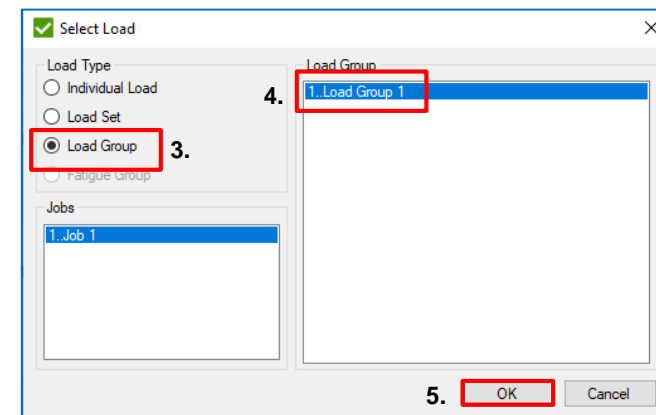 Select Load
Load Type
Individual Load
Load Set
Load Group
3.
Fatigue Group
Jobs
1..Job 1
Load Group
4.
1..Load Group 1
5.
OK
Cancel